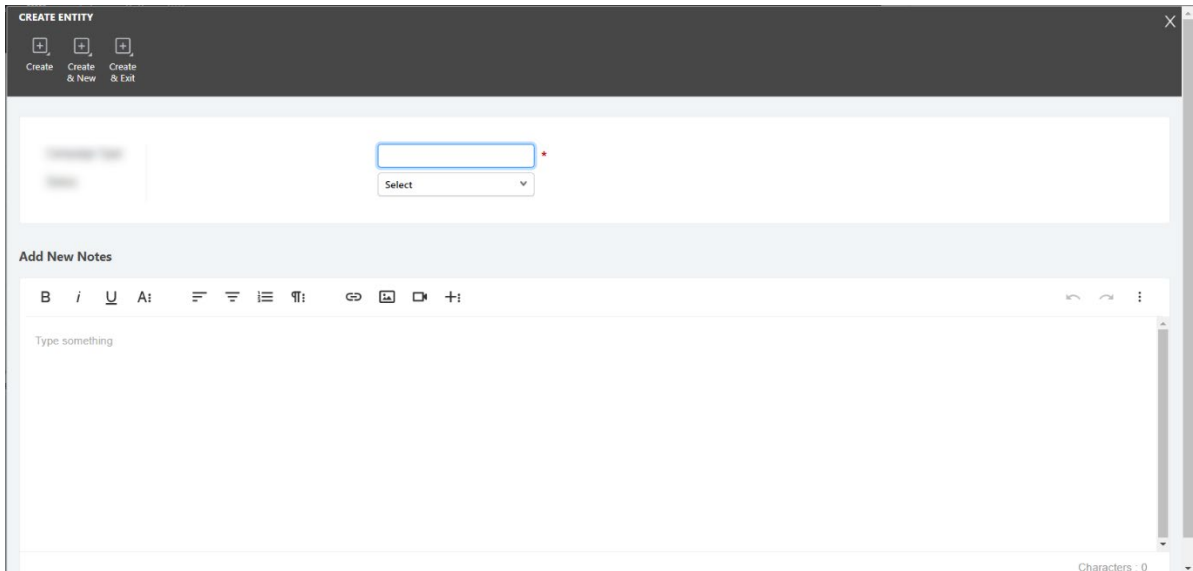 CREATE ENTITY
Create
Create & New
Create & Exit
*
Select
Add New Notes
B i U A
Type something
Characters : 0